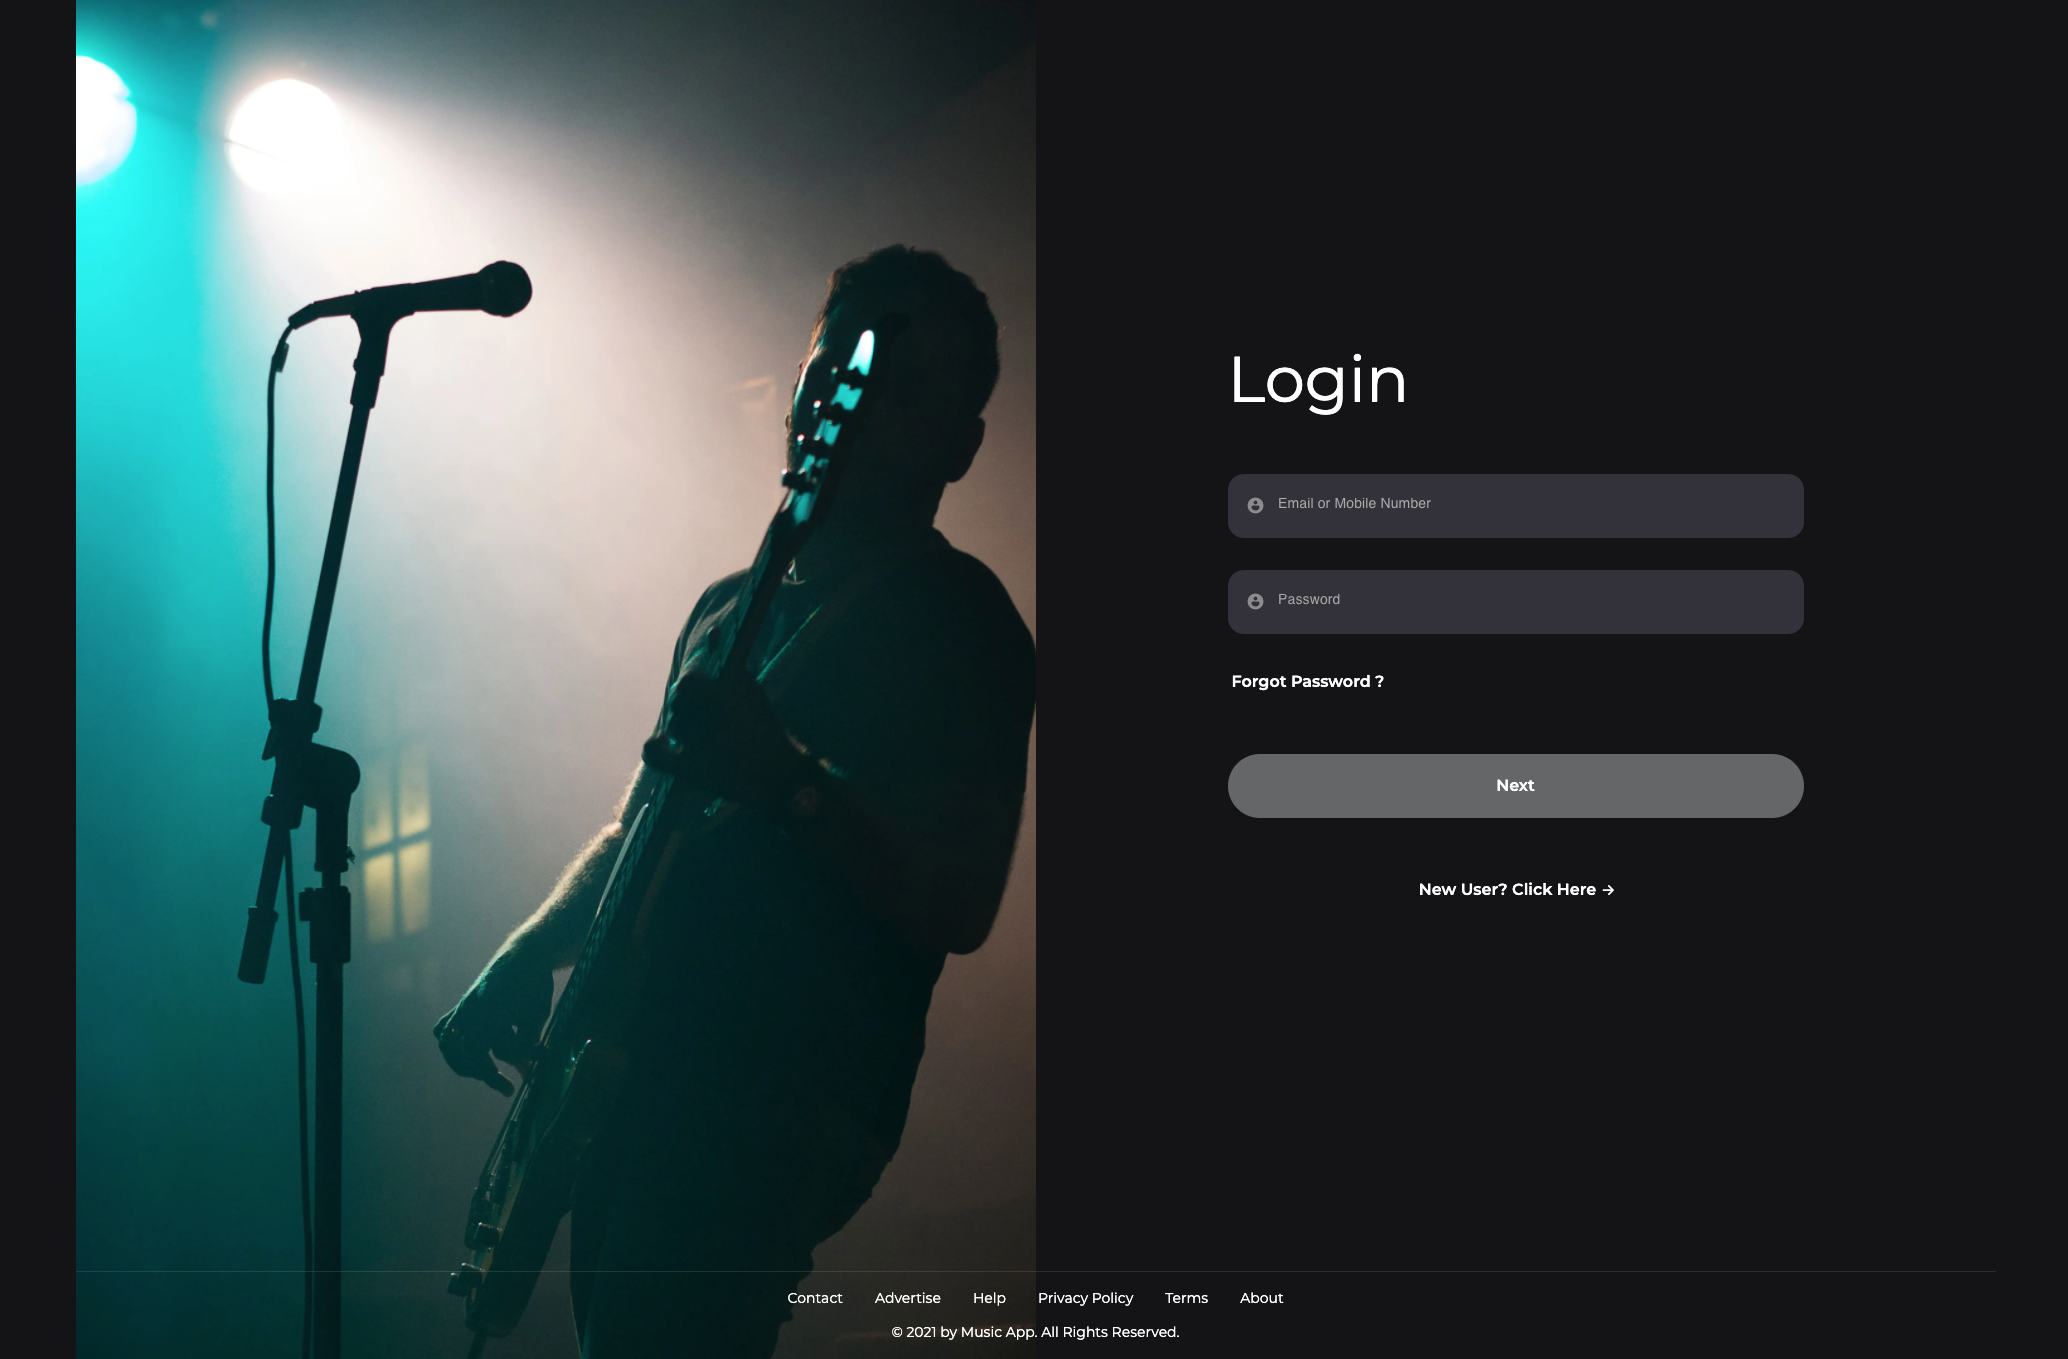 Login
Email or Mobile Number
Password
Forgot Password ?
Next
New User? Click Here →
Contact Advertise Help Privacy Policy Terms About
© 2021 by Music App. All Rights Reserved.